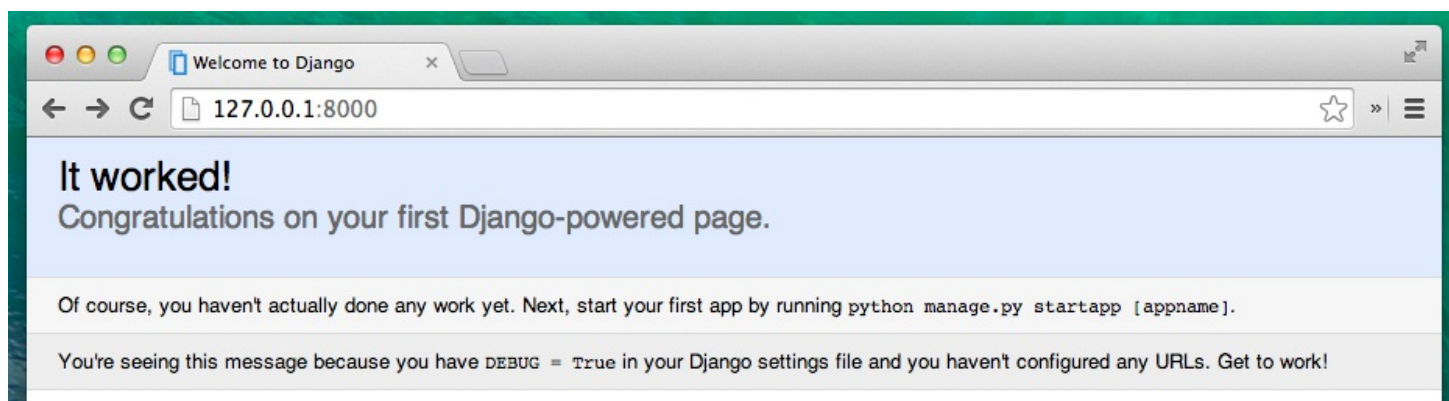 Welcome to Django
127.0.0.1:8000
It worked!
Congratulations on your first Django-powered page.
Of course, you haven't actually done any work yet. Next, start your first app by running python manage.py startapp [appname].
You're seeing this message because you have DEBUG = True in your Django settings file and you haven't configured any URLs. Get to work!